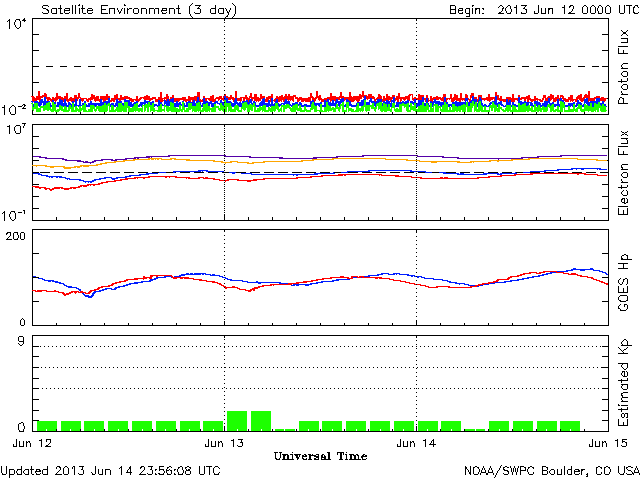 Satellite Environment (3 day) Begin: 2013 Jun 12 0000 UTC
10^4
10^-2
Proton Flux
10^7
10^-1
Electron Flux
200
0
GOES Hp
9
0
Estimated Kp
Jun 12 Jun 13 Jun 14 Jun 15
Universal Time
Updated 2013 Jun 14 23:56:08 UTC NOAA/SWPC Boulder, CO USA